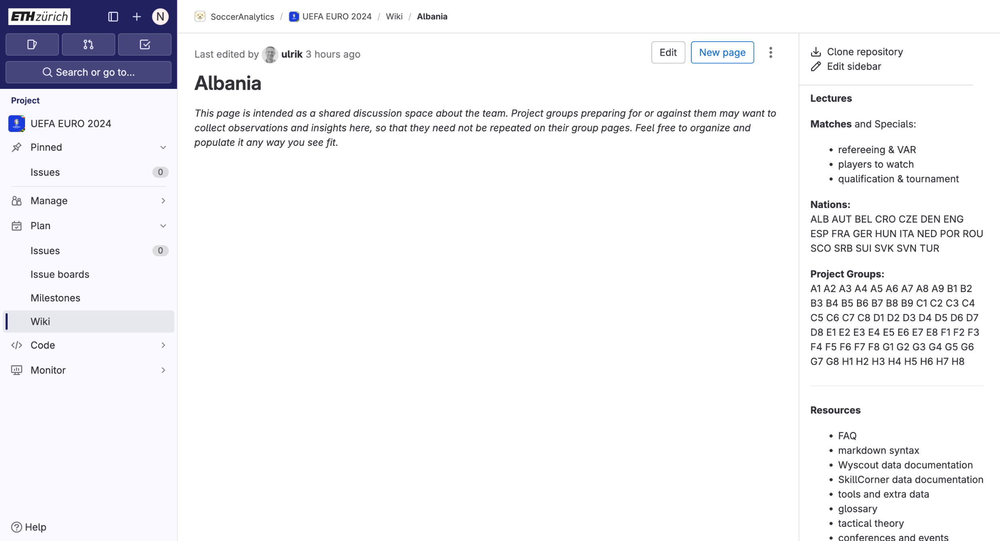 ETHzürich
N
Search or go to...
Project
UEFA EURO 2024
Pinned
Issues 0
Manage
Plan
Issues 0
Issue boards
Milestones
Wiki
Code
Monitor
Help
SoccerAnalytics / UEFA EURO 2024 / Wiki / Albania
Last edited by ulrik 3 hours ago
Edit
New page
Albania
This page is intended as a shared discussion space about the team. Project groups preparing for or against them may want to
collect observations and insights here, so that they need not be repeated on their group pages. Feel free to organize and
populate it any way you see fit.
Clone repository
Edit sidebar
Lectures
Matches and Specials:
• refereeing & VAR
• players to watch
• qualification & tournament
Nations:
ALB AUT BEL CRO CZE DEN ENG
ESP FRA GER HUN ITA NED POR ROU
SCO SRB SUI SVK SVN TUR
Project Groups:
A1 A2 A3 A4 A5 A6 A7 A8 A9 B1 B2
B3 B4 B5 B6 B7 B8 B9 C1 C2 C3 C4
C5 C6 C7 C8 D1 D2 D3 D4 D5 D6 D7
D8 E1 E2 E3 E4 E5 E6 E7 E8 F1 F2 F3
F4 F5 F6 F7 F8 G1 G2 G3 G4 G5 G6
G7 G8 H1 H2 H3 H4 H5 H6 H7 H8
Resources
• FAQ
• markdown syntax
• Wyscout data documentation
• SkillCorner data documentation
• tools and extra data
• glossary
• tactical theory
• conferences and events